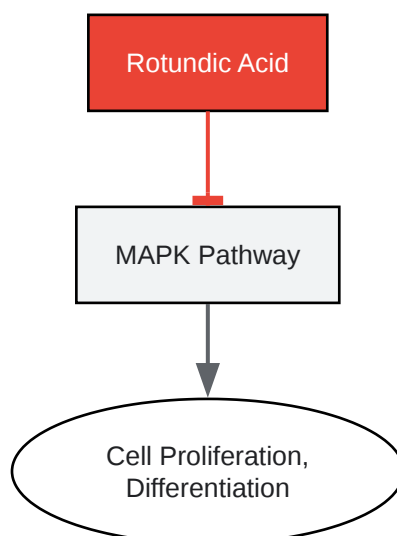 Rotundic Acid
MAPK Pathway
Cell Proliferation,
Differentiation